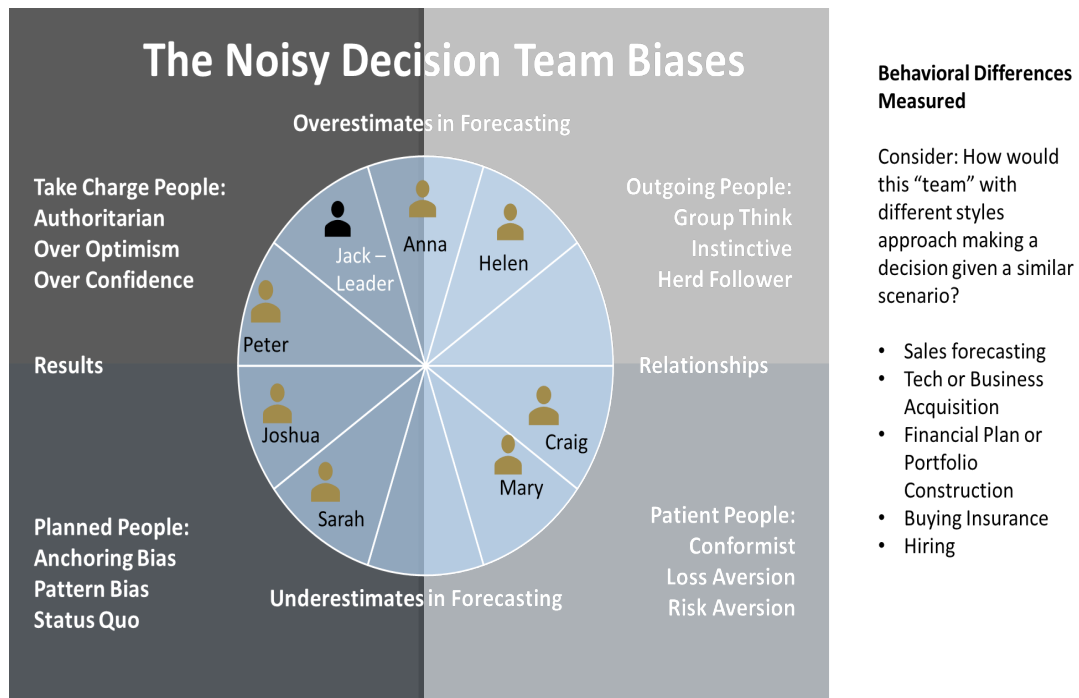 The Noisy Decision Team Biases
Overestimates in Forecasting
Take Charge People:
Authoritarian
Over Optimism
Over Confidence
Outgoing People:
Group Think
Instinctive
Herd Follower
Jack –
Leader
Anna
Helen
Peter
Results
Relationships
Joshua
Sarah
Craig
Mary
Planned People:
Anchoring Bias
Pattern Bias
Status Quo
Patient People:
Conformist
Loss Aversion
Risk Aversion
Underestimates in Forecasting
Behavioral Differences
Measured
Consider: How would
this “team” with
different styles
approach making a
decision given a similar
scenario?
• Sales forecasting
• Tech or Business
Acquisition
• Financial Plan or
Portfolio
Construction
• Buying Insurance
• Hiring